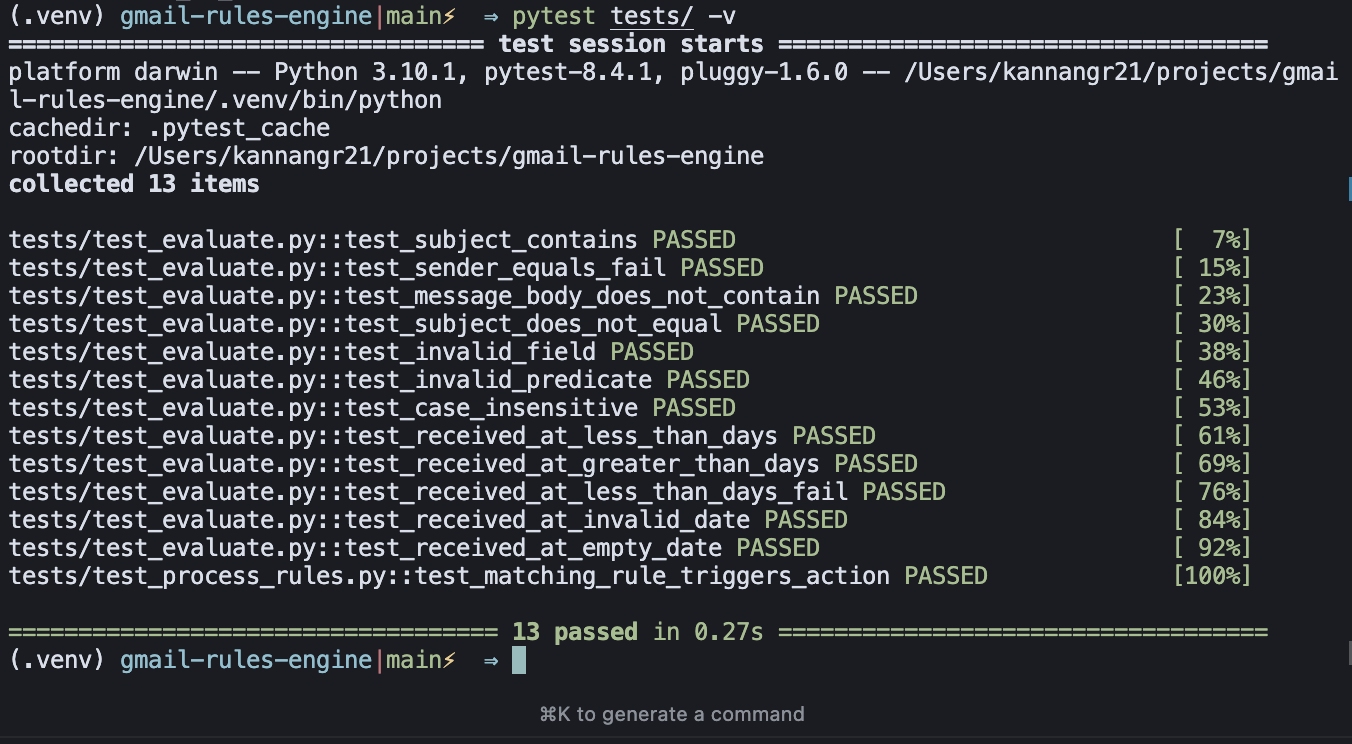 (.venv) gmail-rules-engine|main⚡ ⇒ pytest tests/ -v
================================== test session starts ===================================
platform darwin -- Python 3.10.1, pytest-8.4.1, pluggy-1.6.0 -- /Users/kannangr21/projects/gmai
l-rules-engine/.venv/bin/python
cachedir: .pytest_cache
rootdir: /Users/kannangr21/projects/gmail-rules-engine
collected 13 items
tests/test_evaluate.py::test_subject_contains PASSED [  7%]
tests/test_evaluate.py::test_sender_equals_fail PASSED [ 15%]
tests/test_evaluate.py::test_message_body_does_not_contain PASSED [ 23%]
tests/test_evaluate.py::test_subject_does_not_equal PASSED [ 30%]
tests/test_evaluate.py::test_invalid_field PASSED [ 38%]
tests/test_evaluate.py::test_invalid_predicate PASSED [ 46%]
tests/test_evaluate.py::test_case_insensitive PASSED [ 53%]
tests/test_evaluate.py::test_received_at_less_than_days PASSED [ 61%]
tests/test_evaluate.py::test_received_at_greater_than_days PASSED [ 69%]
tests/test_evaluate.py::test_received_at_less_than_days_fail PASSED [ 76%]
tests/test_evaluate.py::test_received_at_invalid_date PASSED [ 84%]
tests/test_evaluate.py::test_received_at_empty_date PASSED [ 92%]
tests/test_process_rules.py::test_matching_rule_triggers_action PASSED [100%]
=================================== 13 passed in 0.27s ===================================
(.venv) gmail-rules-engine|main⚡ ⇒
⌘K to generate a command